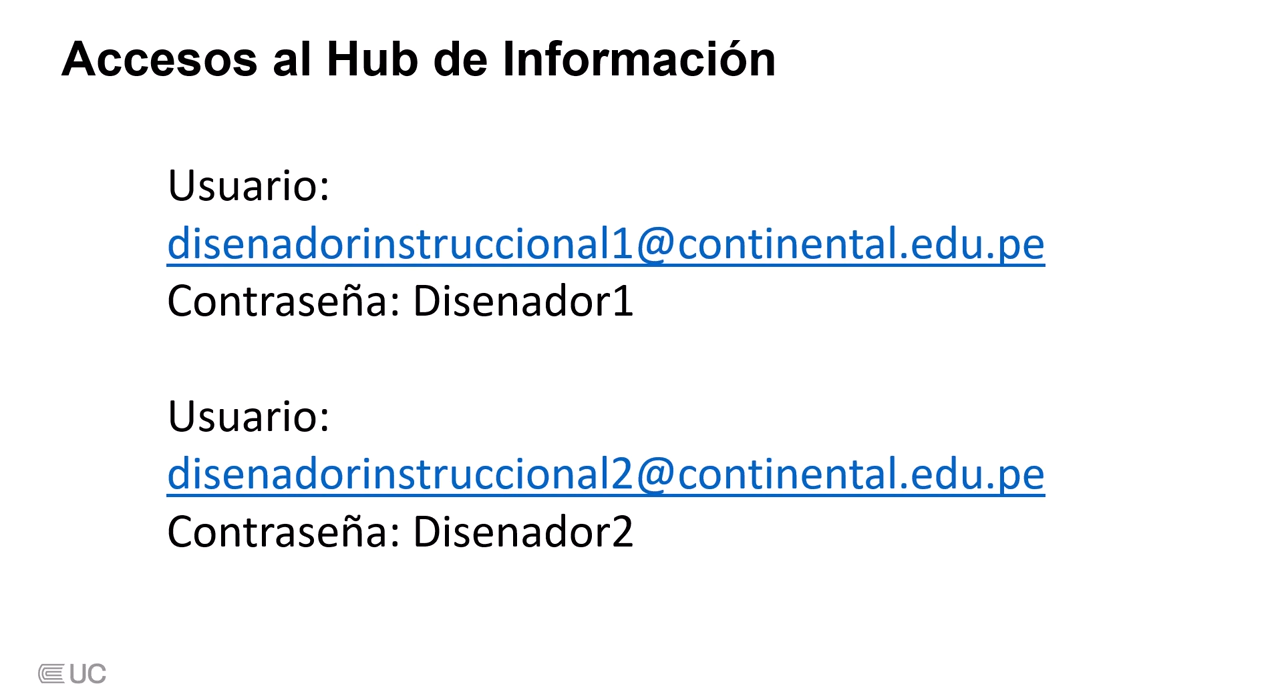 Accesos al Hub de Información
Usuario:
disenadorinstruccional1@continental.edu.pe
Contraseña: Disenador1
Usuario:
disenadorinstruccional2@continental.edu.pe
Contraseña: Disenador2
UC